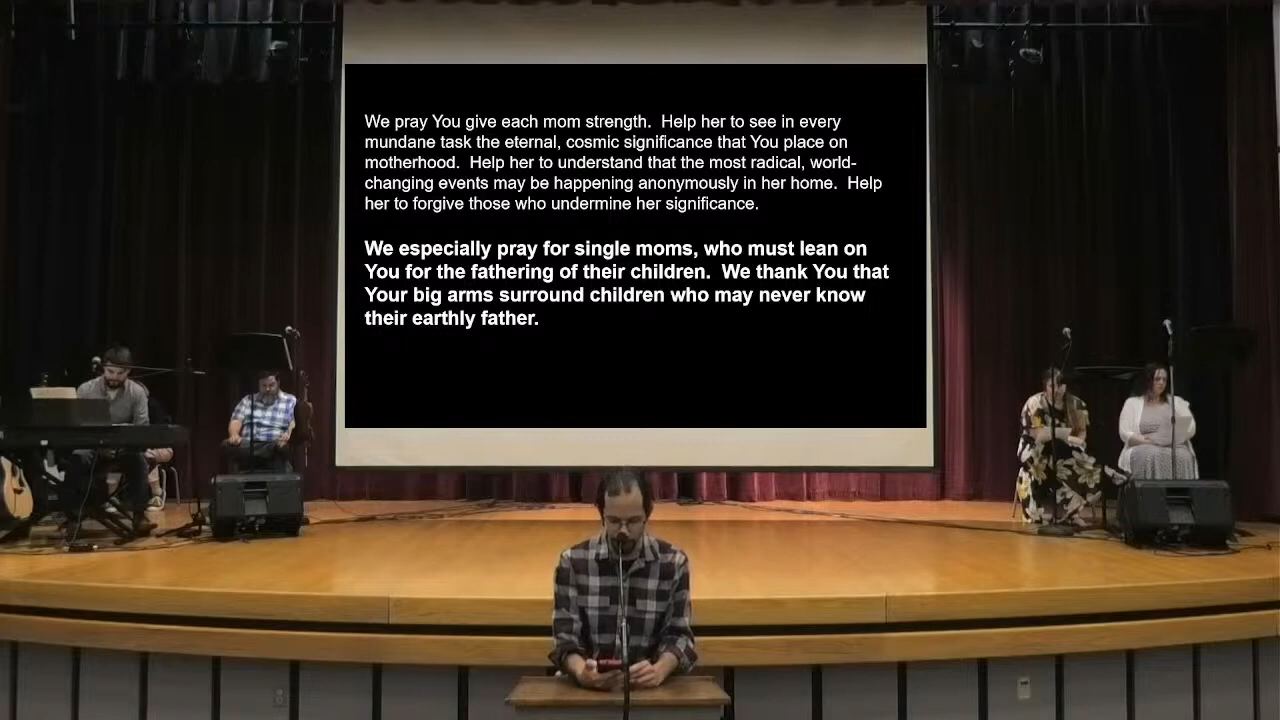 We pray You give each mom strength.  Help her to see in every
mundane task the eternal, cosmic significance that You place on
motherhood.  Help her to understand that the most radical, world-
changing events may be happening anonymously in her home.  Help
her to forgive those who undermine her significance.
We especially pray for single moms, who must lean on
You for the fathering of their children.  We thank You that
Your big arms surround children who may never know
their earthly father.